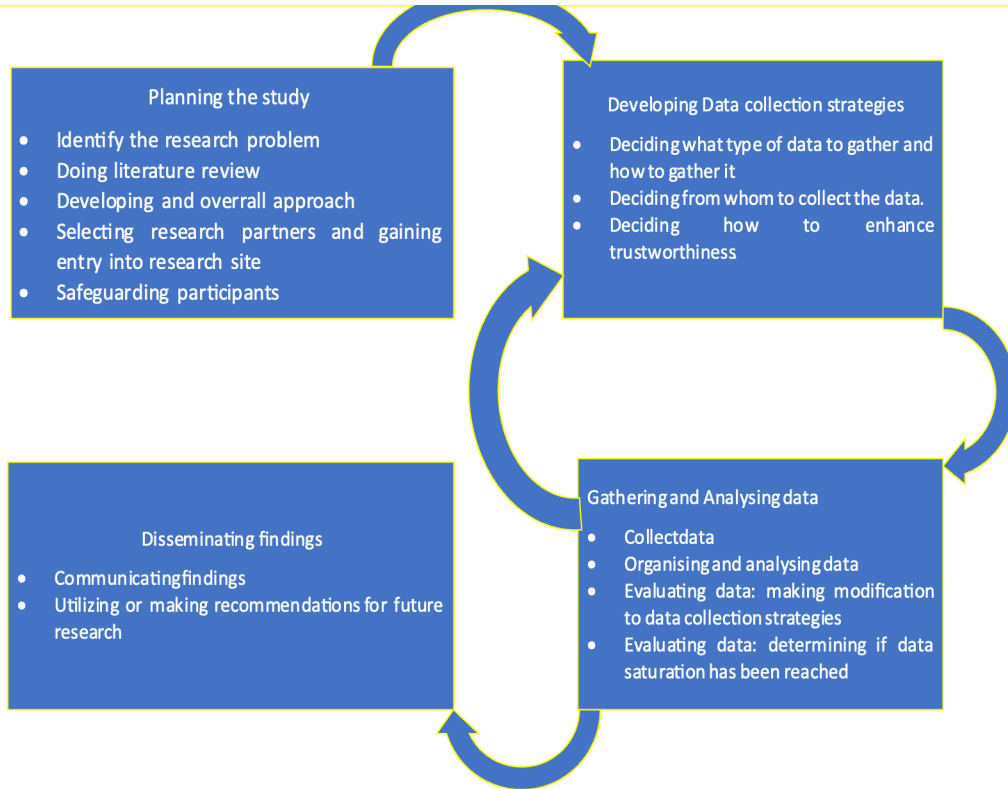 Planning the study
• Identify the research problem
• Doing literature review
• Developing and overrall approach
• Selecting research partners and gaining
entry into research site
• Safeguarding participants
Developing Data collection strategies
• Deciding what type of data to gather and
how to gather it
• Deciding from whom to collect the data.
• Deciding how to enhance
trustworthiness.
Gathering and Analysing data
• Collectdata
• Organising and analysing data
• Evaluating data: making modification
to data collection strategies
• Evaluating data: determining if data
saturation has been reached
Disseminating findings
• Communicatingfindings
• Utilizing or making recommendations for future
research